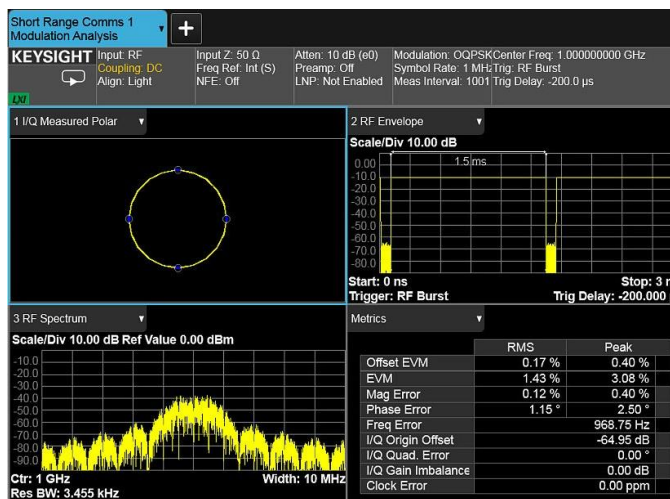 Short Range Comms 1
Modulation Analysis
+
KEYSIGHT
Input: RF
Coupling: DC
Align: Light
Input Z: 50 Ω
Freq Ref: Int (S)
NFE: Off
Atten: 10 dB (e0)
Preamp: Off
LNP: Not Enabled
Modulation: OQPSK
Symbol Rate: 1 MHz
Meas Interval: 1001
Center Freq: 1.000000000 GHz
Trig: RF Burst
Trig Delay: -200.0 µs
LXI
1 I/Q Measured Polar
2 RF Envelope
Scale/Div 10.00 dB
1.5 ms
0.00
-10.0
-20.0
-30.0
-40.0
-50.0
-60.0
-70.0
-80.0
Start: 0 ns
Stop: 3 m
Trigger: RF Burst
Trig Delay: -200.000
3 RF Spectrum
Scale/Div 10.00 dB Ref Value 0.00 dBm
-10.0
-20.0
-30.0
-40.0
-50.0
-60.0
-70.0
-80.0
-90.0
Ctr: 1 GHz
Width: 10 MHz
Res BW: 3.455 kHz
Metrics
RMS Peak
Offset EVM 0.17 % 0.40 %
EVM 1.43 % 3.08 %
Mag Error 0.12 % 0.40 %
Phase Error 1.15 ° 2.50 °
Freq Error 968.75 Hz
I/Q Origin Offset -64.95 dB
I/Q Quad. Error 0.00 °
I/Q Gain Imbalance 0.00 dB
Clock Error 0.00 ppm